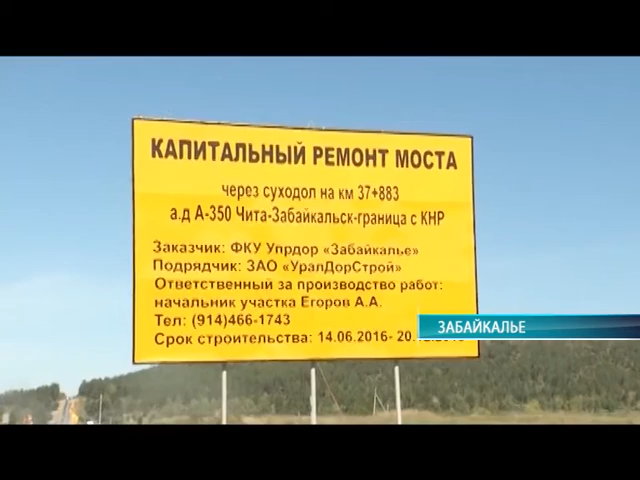 КАПИТАЛЬНЫЙ РЕМОНТ МОСТА
через суходол на км 37+883
а.д А-350 Чита-Забайкальск-граница с КНР
Заказчик: ФКУ Упрдор «Забайкалье»
Подрядчик: ЗАО «УралДорСтрой»
Ответственный за производство работ:
начальник участка Егоров А.А.
Тел: (914)466-1743
Срок строительства: 14.06.2016-
ЗАБАЙКАЛЬЕ